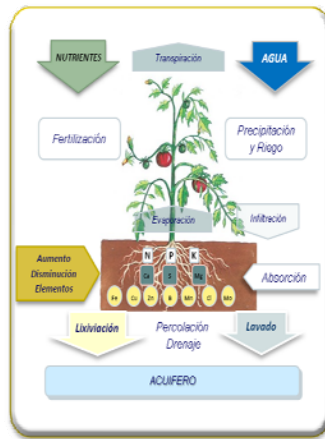 NUTRIENTES
Transpiración
AGUA
Fertilización
Precipitación
y Riego
Evaporación
Infiltración
N P K
Aumento
Disminución
Elementos
Ca S Mg
Absorción
Fe Cu Zn B Mn Cl Mn
Lixiviación
Percolación
Drenaje
Lavado
ACUIFERO